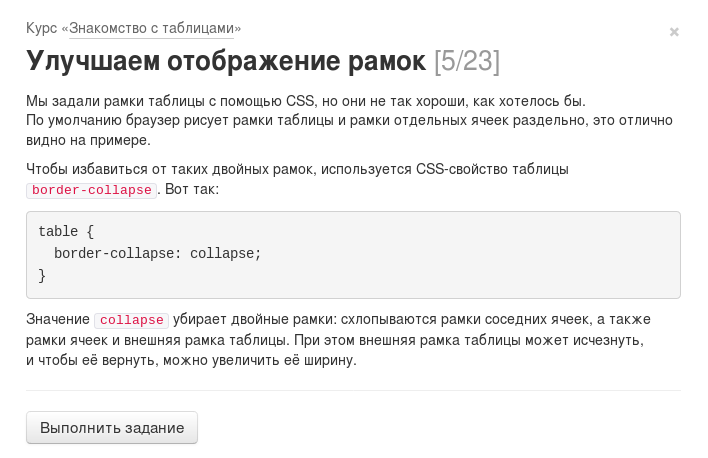 Курс «Знакомство с таблицами»
×
Улучшаем отображение рамок [5/23]
Мы задали рамки таблицы с помощью CSS, но они не так хороши, как хотелось бы.
По умолчанию браузер рисует рамки таблицы и рамки отдельных ячеек раздельно, это отлично
видно на примере.
Чтобы избавиться от таких двойных рамок, используется CSS-свойство таблицы
border-collapse. Вот так:
table {
  border-collapse: collapse;
}
Значение collapse убирает двойные рамки: схлопываются рамки соседних ячеек, а также
рамки ячеек и внешняя рамка таблицы. При этом внешняя рамка таблицы может исчезнуть,
и чтобы её вернуть, можно увеличить её ширину.
Выполнить задание